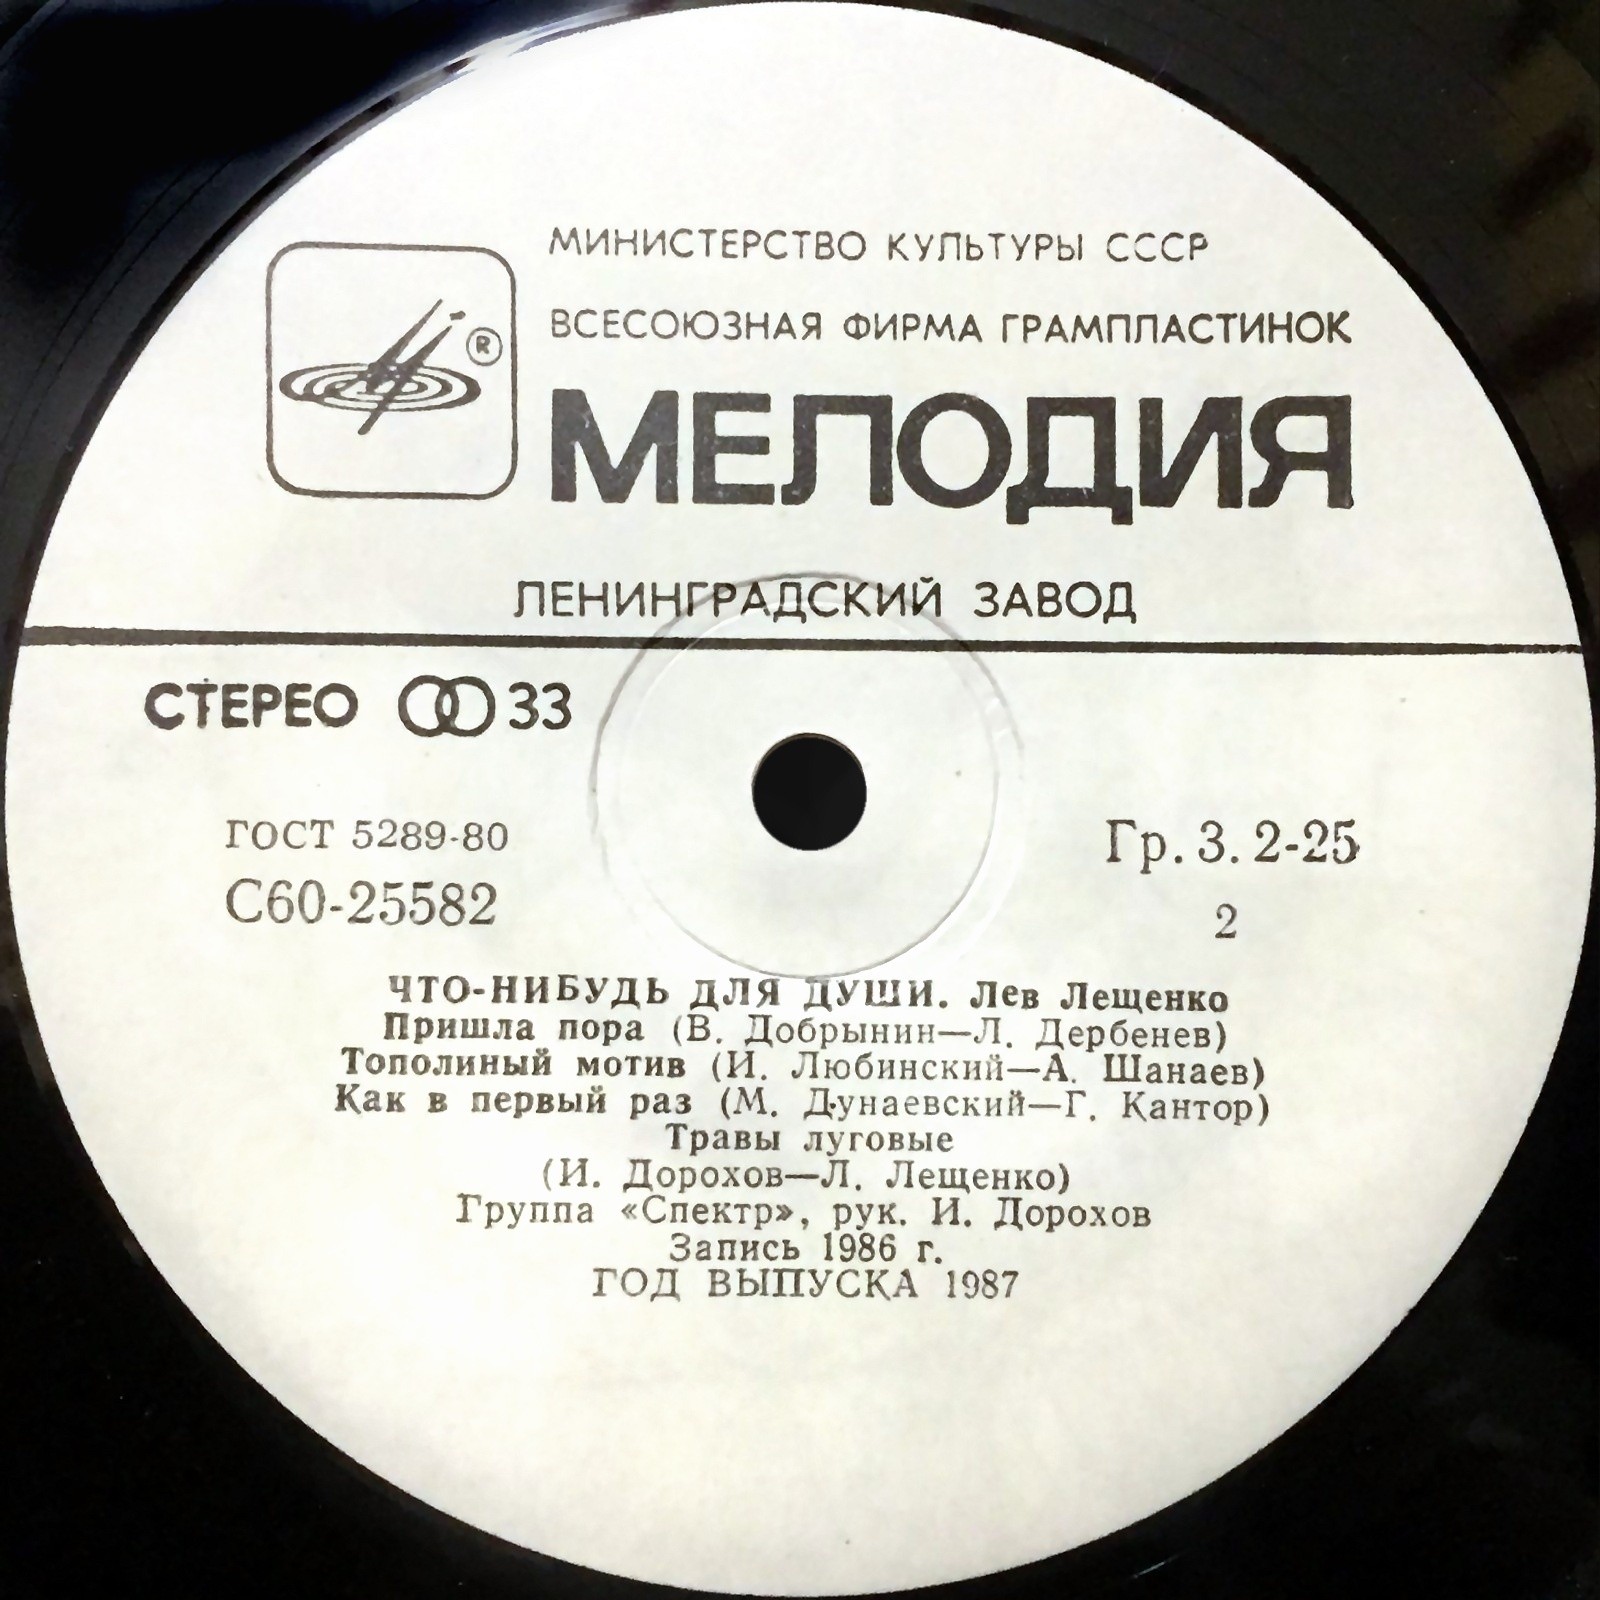 МИНИСТЕРСТВО КУЛЬТУРЫ СССР
ВСЕСОЮЗНАЯ ФИРМА ГРАМПЛАСТИНОК
®
МЕЛОДИЯ
ЛЕНИНГРАДСКИЙ ЗАВОД
СТЕРЕО 33
ГОСТ 5289-80
Гр. 3. 2-25
С60-25582
2
ЧТО-НИБУДЬ ДЛЯ ДУШИ. Лев Лещенко
Пришла пора (В. Добрынин—Л. Дербенев)
Тополиный мотив (И. Любинский—А. Шанаев)
Как в первый раз (М. Дунаевский—Г. Кантор)
Травы луговые
(И. Дорохов—Л. Лещенко)
Группа «Спектр», рук. И. Дорохов
Запись 1986 г.
ГОД ВЫПУСКА 1987